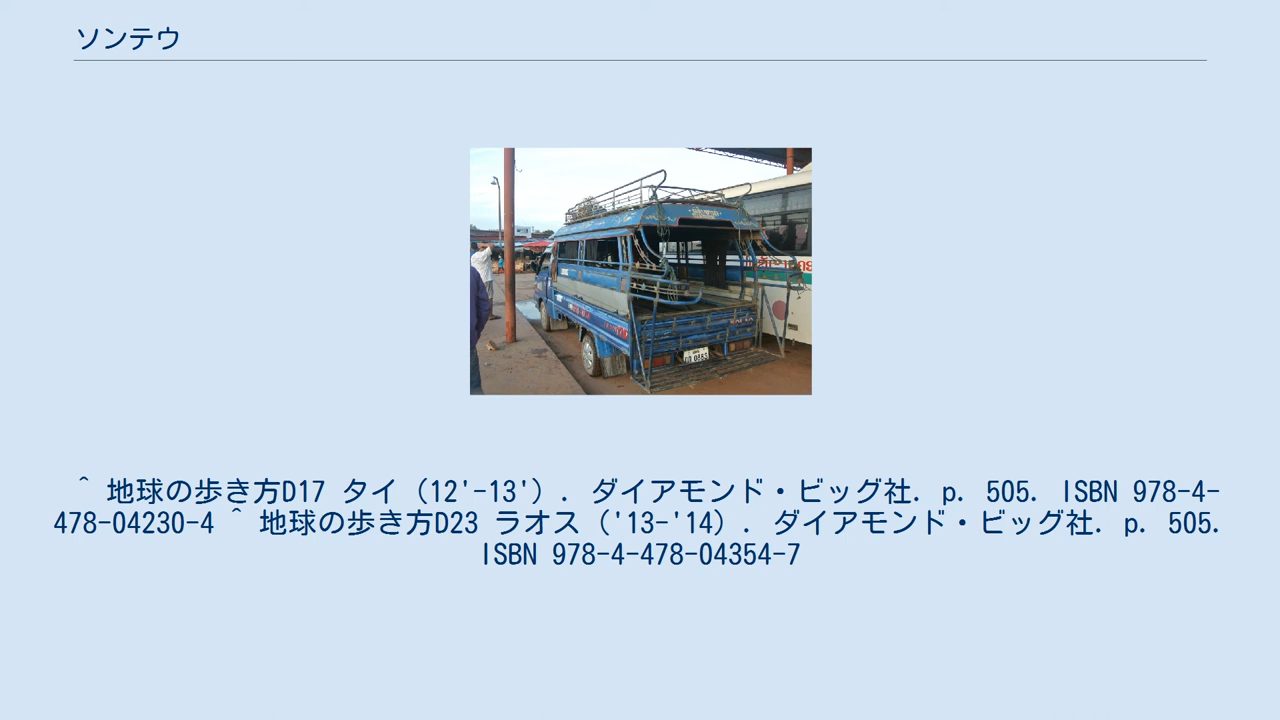 ソンテウ
^ 地球の歩き方D17 タイ（12'-13'）. ダイアモンド・ビッグ社. p. 505. ISBN 978-4-
478-04230-4 ^ 地球の歩き方D23 ラオス（'13-'14）. ダイアモンド・ビッグ社. p. 505.
ISBN 978-4-478-04354-7